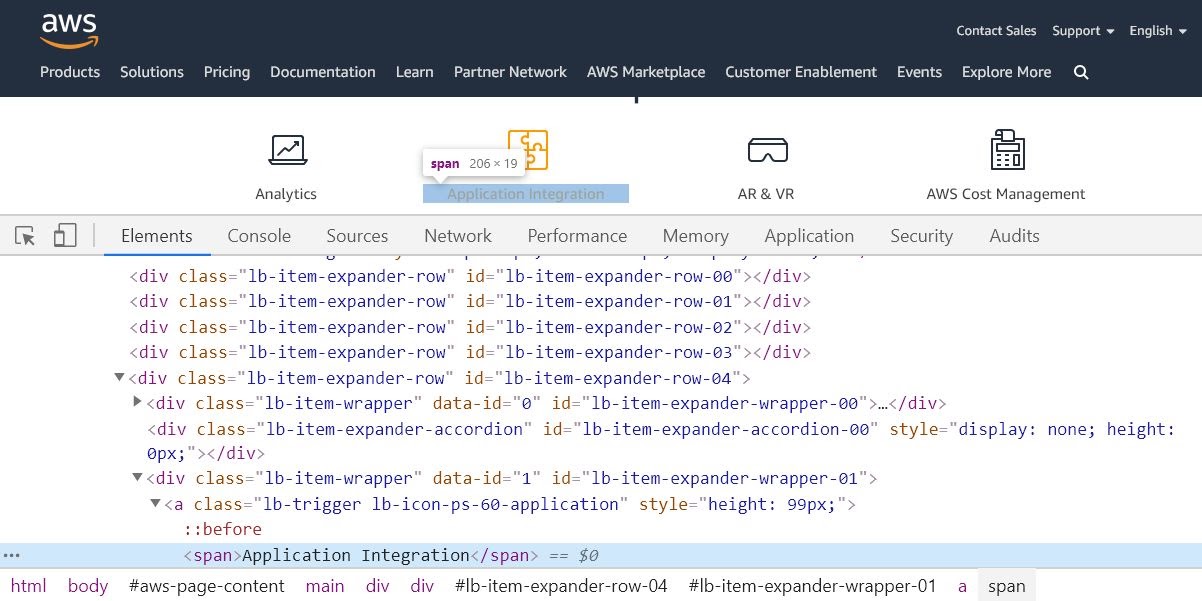 aws
Contact Sales Support English
Products Solutions Pricing Documentation Learn Partner Network AWS Marketplace Customer Enablement Events Explore More
span 206 × 19
Analytics Application Integration AR & VR AWS Cost Management
Elements Console Sources Network Performance Memory Application Security Audits
<div class="lb-item-expander-row" id="lb-item-expander-row-00"></div>
<div class="lb-item-expander-row" id="lb-item-expander-row-01"></div>
<div class="lb-item-expander-row" id="lb-item-expander-row-02"></div>
<div class="lb-item-expander-row" id="lb-item-expander-row-03"></div>
<div class="lb-item-expander-row" id="lb-item-expander-row-04">
<div class="lb-item-wrapper" data-id="0" id="lb-item-expander-wrapper-00">…</div>
<div class="lb-item-expander-accordion" id="lb-item-expander-accordion-00" style="display: none; height:
0px;"></div>
<div class="lb-item-wrapper" data-id="1" id="lb-item-expander-wrapper-01">
<a class="lb-trigger lb-icon-ps-60-application" style="height: 99px;">
::before
… <span>Application Integration</span> == $0
html body #aws-page-content main div div #lb-item-expander-row-04 #lb-item-expander-wrapper-01 a span